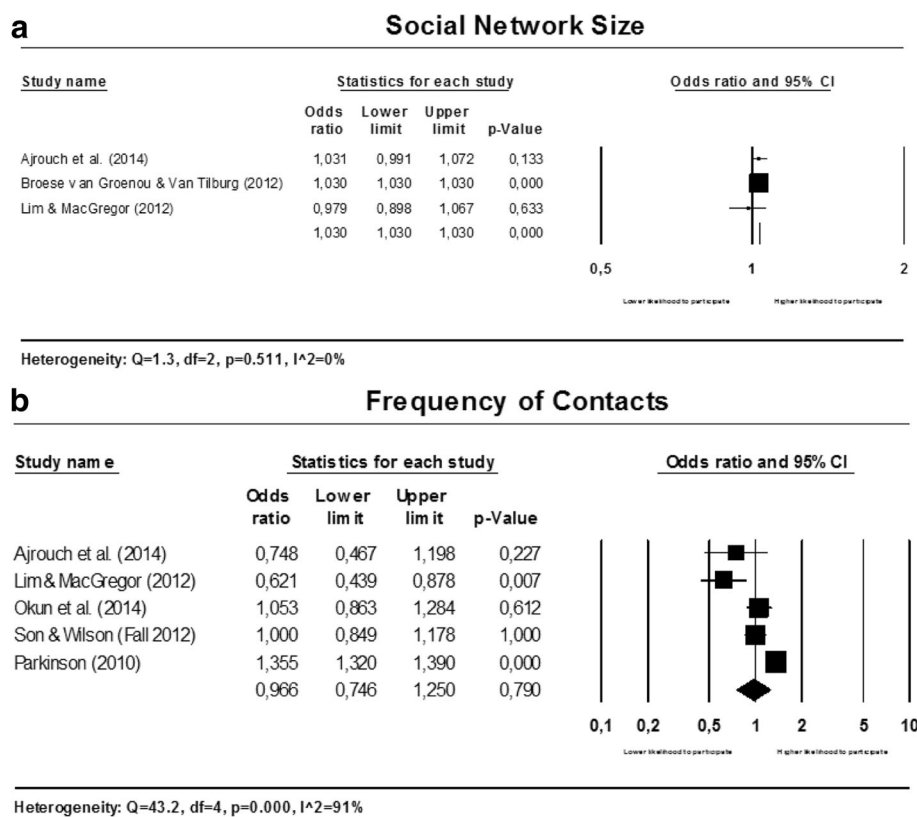 a
Social Network Size
Study name Statistics for each study Odds ratio and 95% CI
Odds Lower Upper
ratio limit limit p-Value
Ajrouch et al. (2014) 1,031 0,991 1,072 0,133
Broese van Groenou & Van Tilburg (2012) 1,030 1,030 1,030 0,000
Lim & MacGregor (2012) 0,979 0,898 1,067 0,633
1,030 1,030 1,030 0,000
0,5 1 2
Lower likelihood to participate Higher likelihood to participate
Heterogeneity: Q=1.3, df=2, p=0.511, I^2=0%
b
Frequency of Contacts
Study name Statistics for each study Odds ratio and 95% CI
Odds Lower Upper
ratio limit limit p-Value
Ajrouch et al. (2014) 0,748 0,467 1,198 0,227
Lim & MacGregor (2012) 0,621 0,439 0,878 0,007
Okun et al. (2014) 1,053 0,863 1,284 0,612
Son & Wilson (Fall 2012) 1,000 0,849 1,178 1,000
Parkinson (2010) 1,355 1,320 1,390 0,000
0,966 0,746 1,250 0,790
0,1 0,2 0,5 1 2 5 10
Lower likelihood to participate Higher likelihood to participate
Heterogeneity: Q=43.2, df=4, p=0.000, I^2=91%